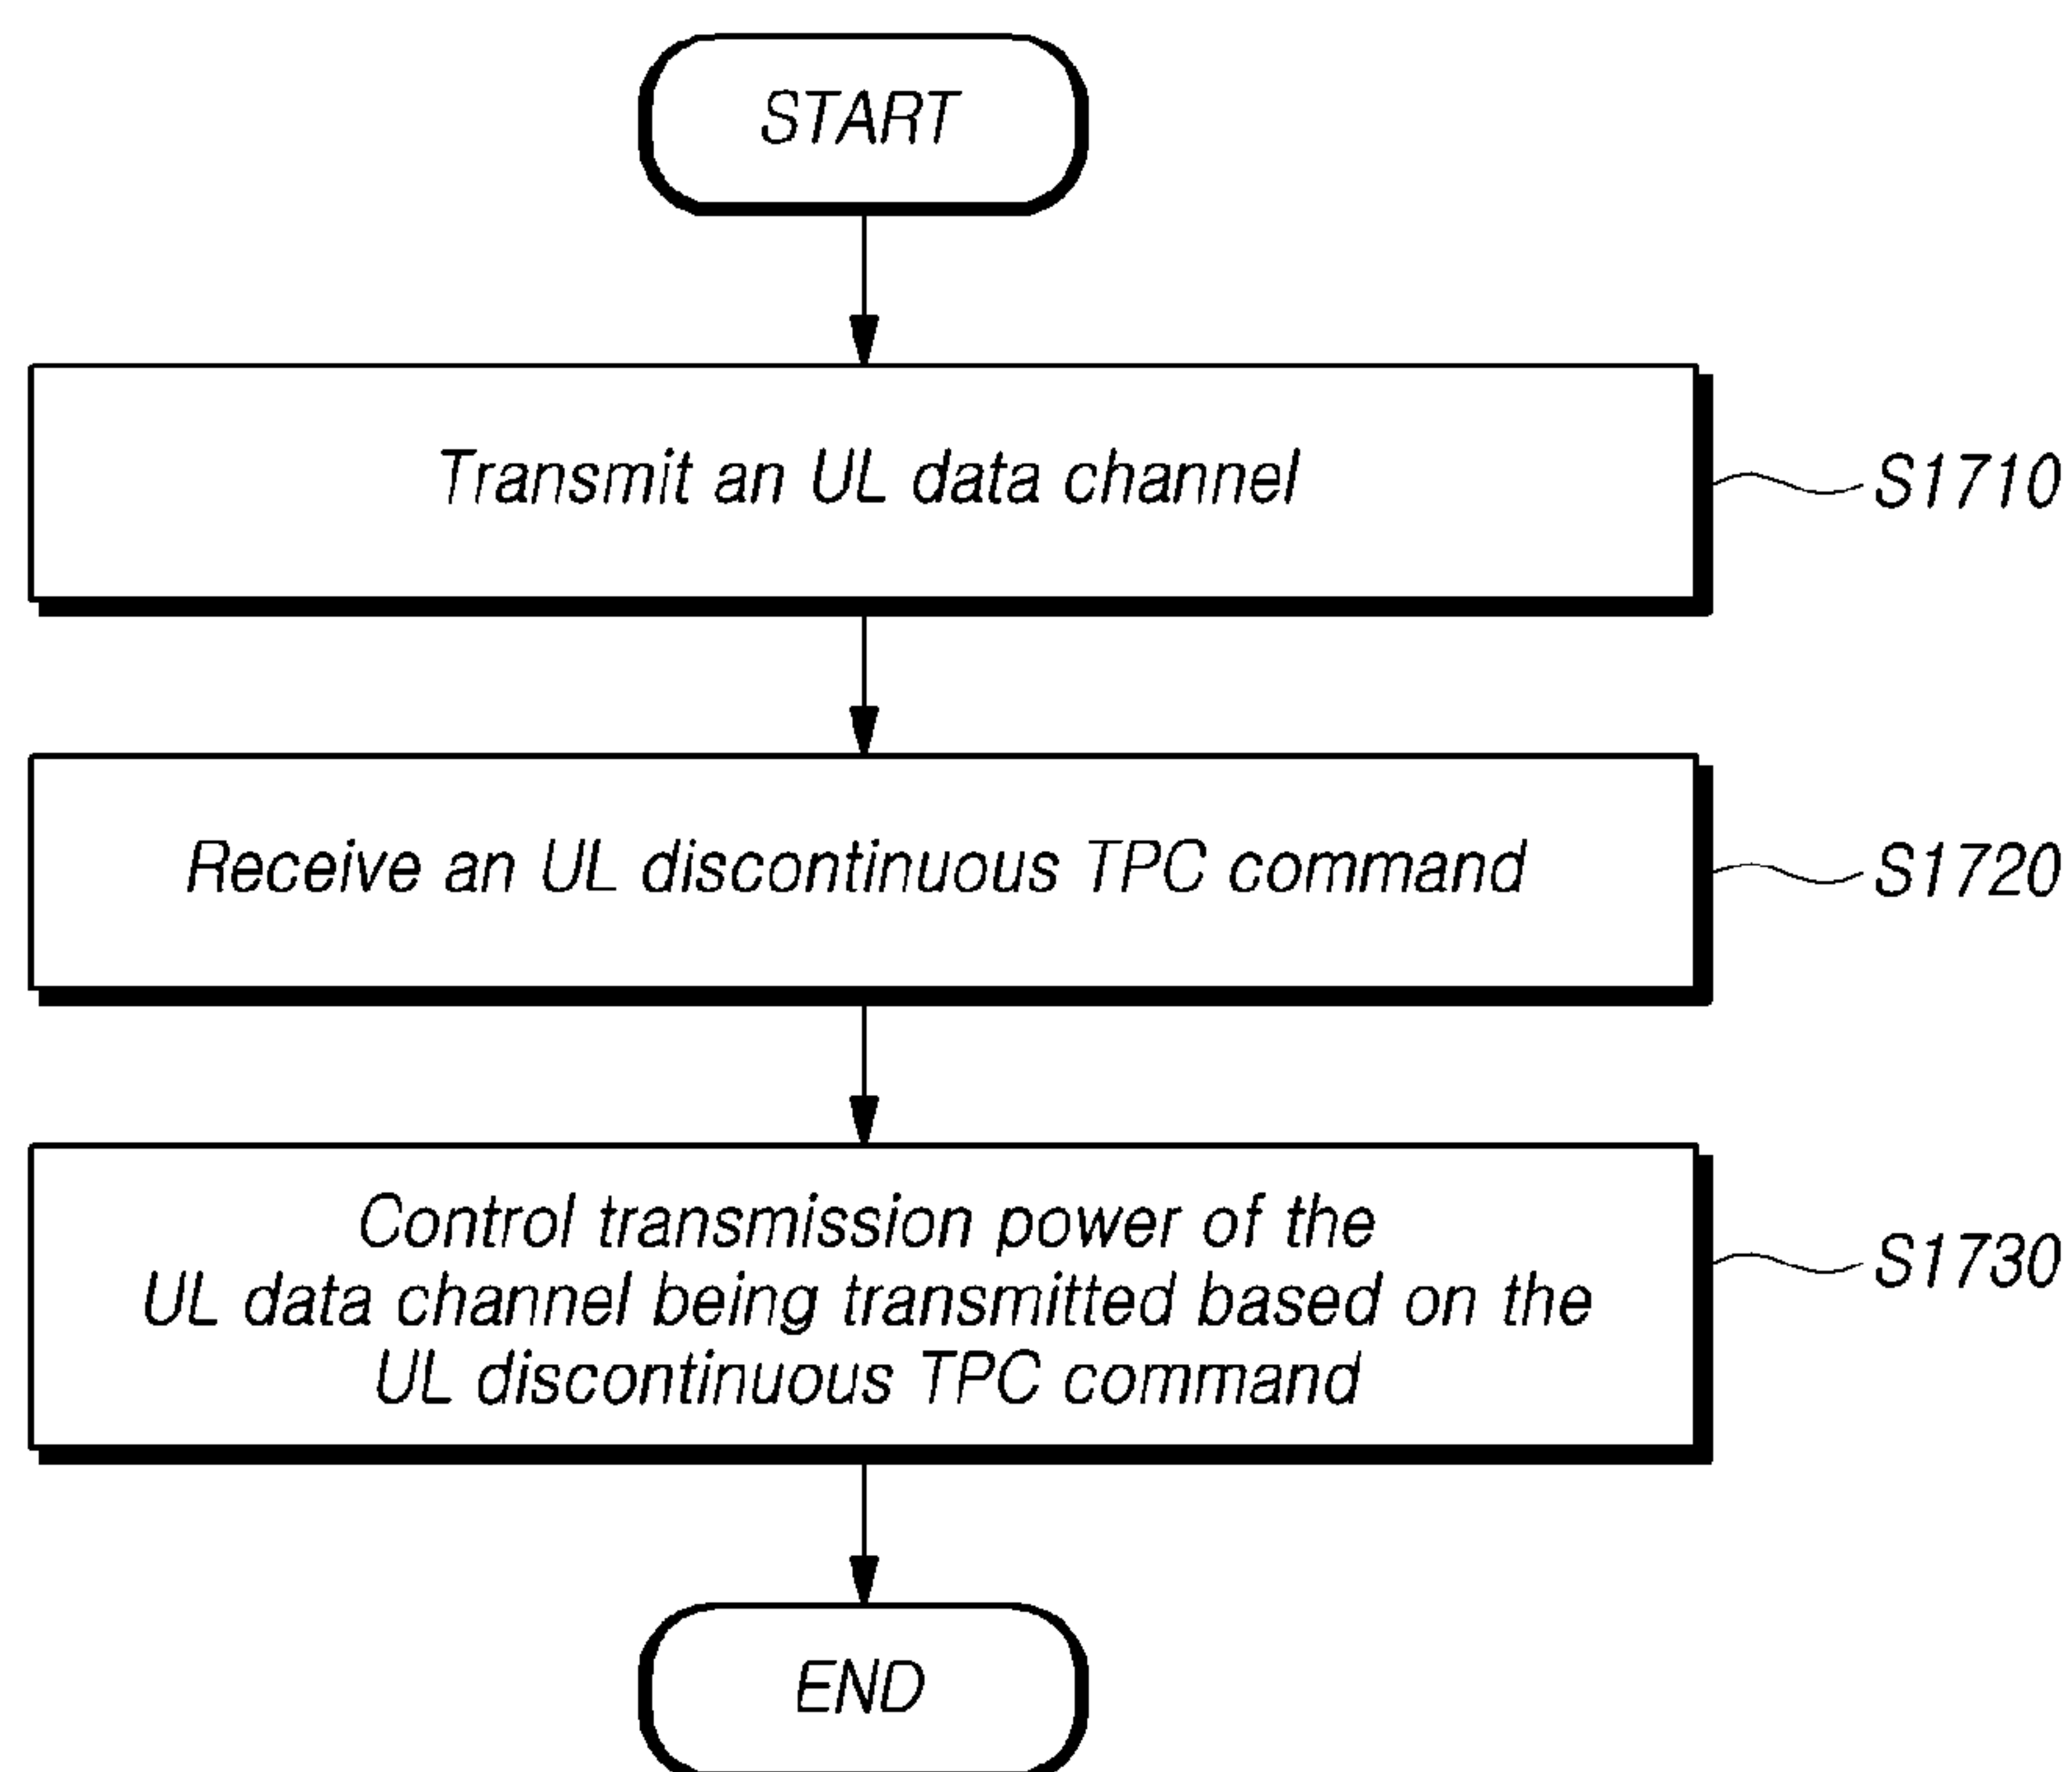 START
Transmit an UL data channel
S1710
Receive an UL discontinuous TPC command
S1720
Control transmission power of the
UL data channel being transmitted based on the
UL discontinuous TPC command
S1730
END